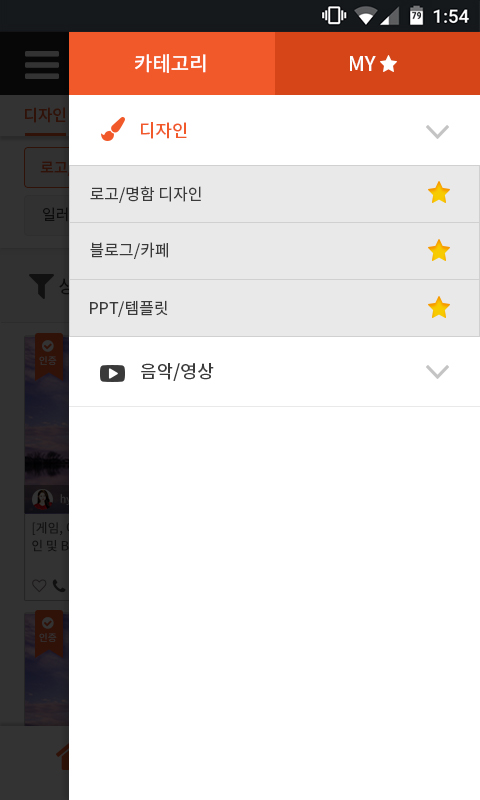 79 1:54
카테고리
MY
디자인
디자인
로고/
로고/명함 디자인
일러
블로그/카페
PPT/템플릿
음악/영상
인증
[게임,
인 및 B
인증